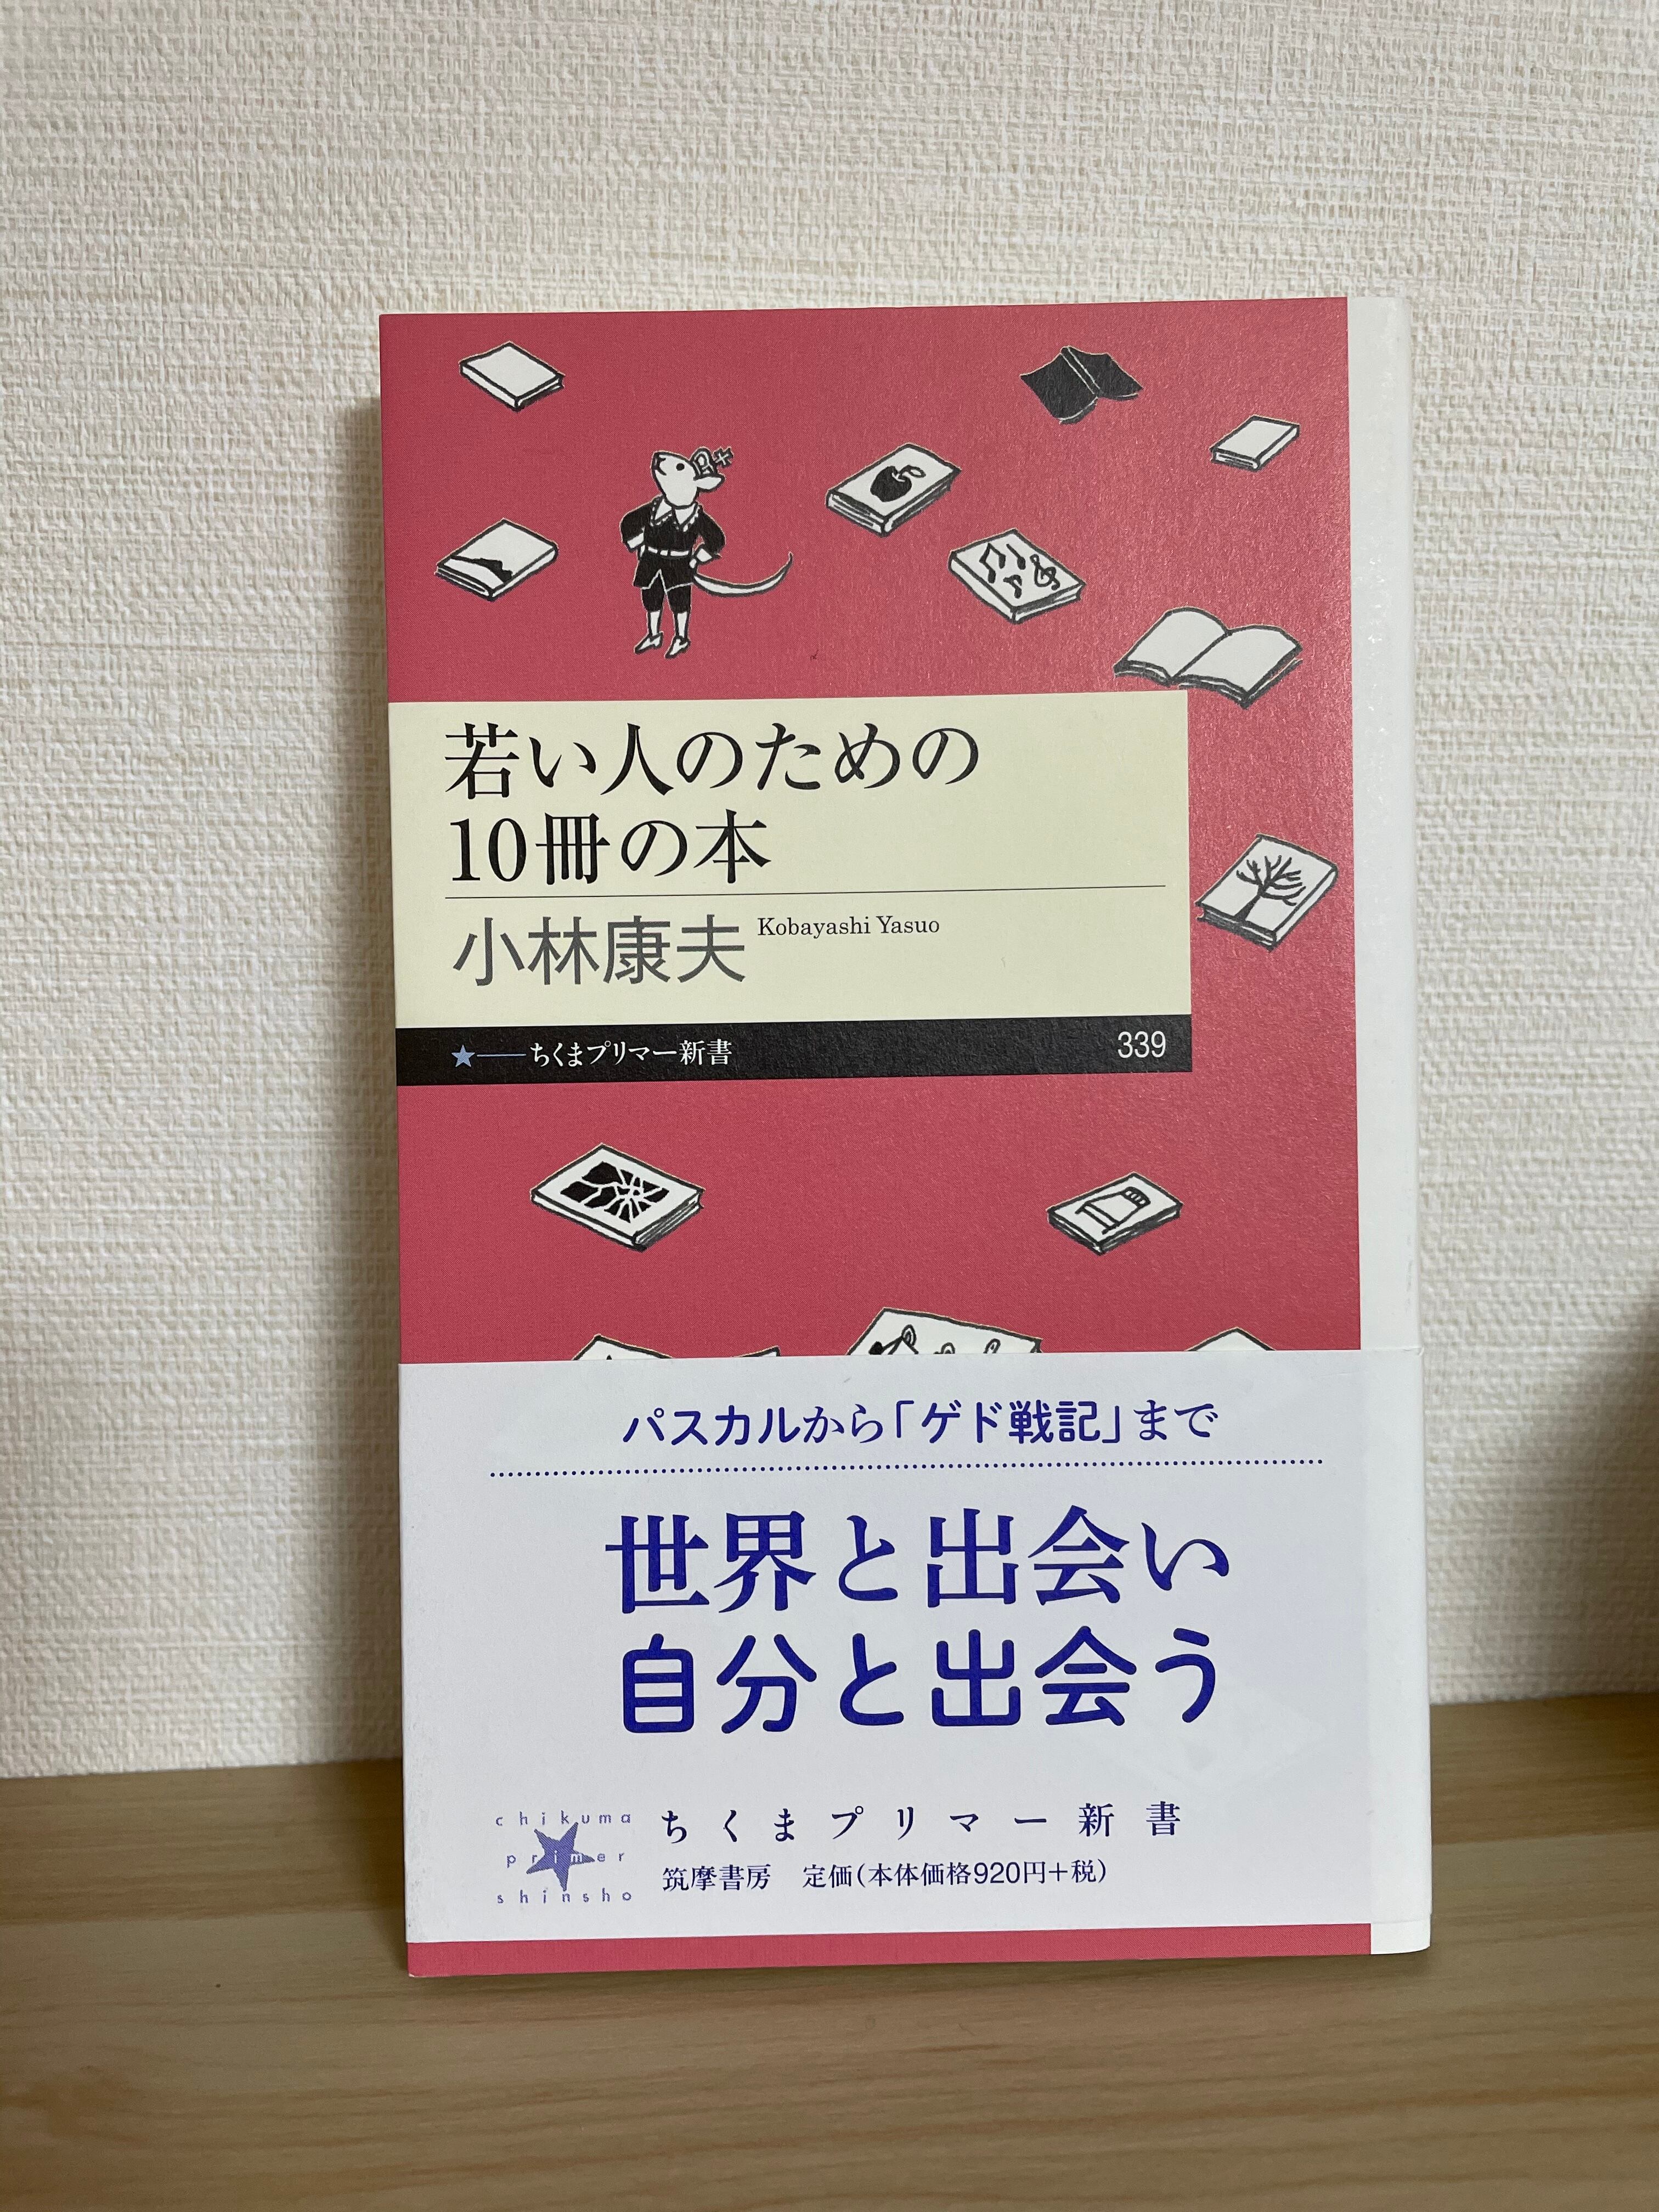 若い人のための
10冊の本
小林康夫 Kobayashi Yasuo
★――ちくまプリマー新書 339
パスカルから「ゲド戦記」まで
世界と出会い
自分と出会う
chikuma
primer
shinsho
ちくまプリマー新書
筑摩書房 定価(本体価格920円+税)